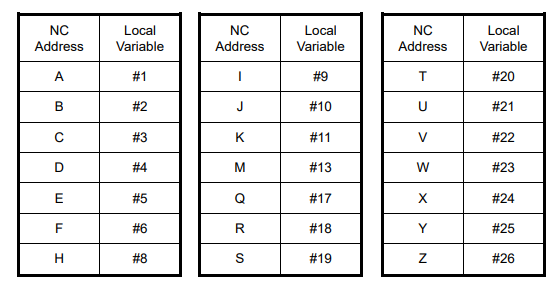 NC Address Local Variable
A #1
B #2
C #3
D #4
E #5
F #6
H #8
NC Address Local Variable
I #9
J #10
K #11
M #13
Q #17
R #18
S #19
NC Address Local Variable
T #20
U #21
V #22
W #23
X #24
Y #25
Z #26